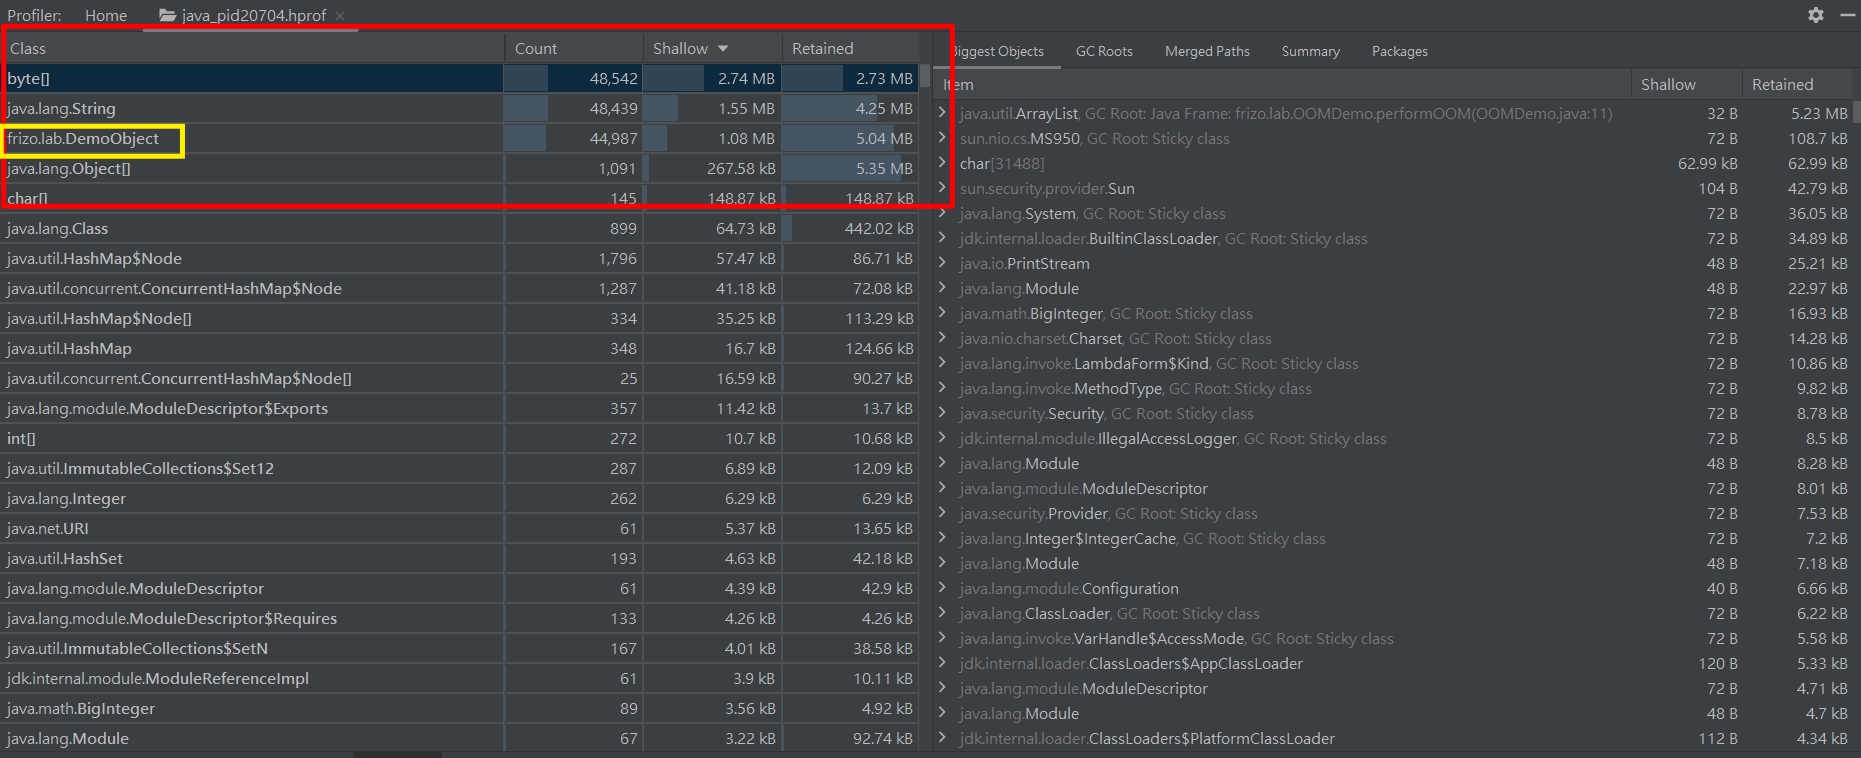 Profiler: Home java_pid20704.hprof
Class Count Shallow Retained
byte[] 48,542 2.74 MB 2.73 MB
java.lang.String 48,439 1.55 MB 4.25 MB
frizo.lab.DemoObject 44,987 1.08 MB 5.04 MB
java.lang.Object[] 1,091 267.58 kB 5.35 MB
char[] 145 148.87 kB 148.87 kB
java.lang.Class 899 64.73 kB 442.02 kB
java.util.HashMap$Node 1,796 57.47 kB 86.71 kB
java.util.concurrent.ConcurrentHashMap$Node 1,287 41.18 kB 72.08 kB
java.util.HashMap$Node[] 334 35.25 kB 113.29 kB
java.util.HashMap 348 16.7 kB 124.66 kB
java.util.concurrent.ConcurrentHashMap$Node[] 25 16.59 kB 90.27 kB
java.lang.module.ModuleDescriptor$Exports 357 11.42 kB 13.7 kB
int[] 272 10.7 kB 10.68 kB
java.util.ImmutableCollections$Set12 287 6.89 kB 12.09 kB
java.lang.Integer 262 6.29 kB 6.29 kB
java.net.URI 61 5.37 kB 13.65 kB
java.util.HashSet 193 4.63 kB 42.18 kB
java.lang.module.ModuleDescriptor 61 4.39 kB 42.9 kB
java.lang.module.ModuleDescriptor$Requires 133 4.26 kB 4.26 kB
java.util.ImmutableCollections$SetN 167 4.01 kB 38.58 kB
jdk.internal.module.ModuleReferenceImpl 61 3.9 kB 10.11 kB
java.math.BigInteger 89 3.56 kB 4.92 kB
java.lang.Module 67 3.22 kB 92.74 kB
Biggest Objects GC Roots Merged Paths Summary Packages
Item Shallow Retained
java.util.ArrayList, GC Root: Java Frame: frizo.lab.OOMDemo.performOOM(OOMDemo.java:11) 32 B 5.23 MB
sun.nio.cs.MS950, GC Root: Sticky class 72 B 108.7 kB
char[31488] 62.99 kB 62.99 kB
sun.security.provider.Sun 104 B 42.79 kB
java.lang.System, GC Root: Sticky class 72 B 36.05 kB
jdk.internal.loader.BuiltinClassLoader, GC Root: Sticky class 72 B 34.89 kB
java.io.PrintStream 48 B 25.21 kB
java.lang.Module 48 B 22.97 kB
java.math.BigInteger, GC Root: Sticky class 72 B 16.93 kB
java.nio.charset.Charset, GC Root: Sticky class 72 B 14.28 kB
java.lang.invoke.LambdaForm$Kind, GC Root: Sticky class 72 B 10.86 kB
java.lang.invoke.MethodType, GC Root: Sticky class 72 B 9.82 kB
java.security.Security, GC Root: Sticky class 72 B 8.78 kB
jdk.internal.module.IllegalAccessLogger, GC Root: Sticky class 72 B 8.5 kB
java.lang.Module 48 B 8.28 kB
java.lang.module.ModuleDescriptor 72 B 8.01 kB
java.security.Provider, GC Root: Sticky class 72 B 7.53 kB
java.lang.Integer$IntegerCache, GC Root: Sticky class 72 B 7.2 kB
java.lang.Module 48 B 7.18 kB
java.lang.module.Configuration 40 B 6.66 kB
java.lang.ClassLoader, GC Root: Sticky class 72 B 6.22 kB
java.lang.invoke.VarHandle$AccessMode, GC Root: Sticky class 72 B 5.58 kB
jdk.internal.loader.ClassLoaders$AppClassLoader 120 B 5.33 kB
java.lang.module.ModuleDescriptor 72 B 4.71 kB
java.lang.Module 48 B 4.7 kB
jdk.internal.loader.ClassLoaders$PlatformClassLoader 112 B 4.34 kB